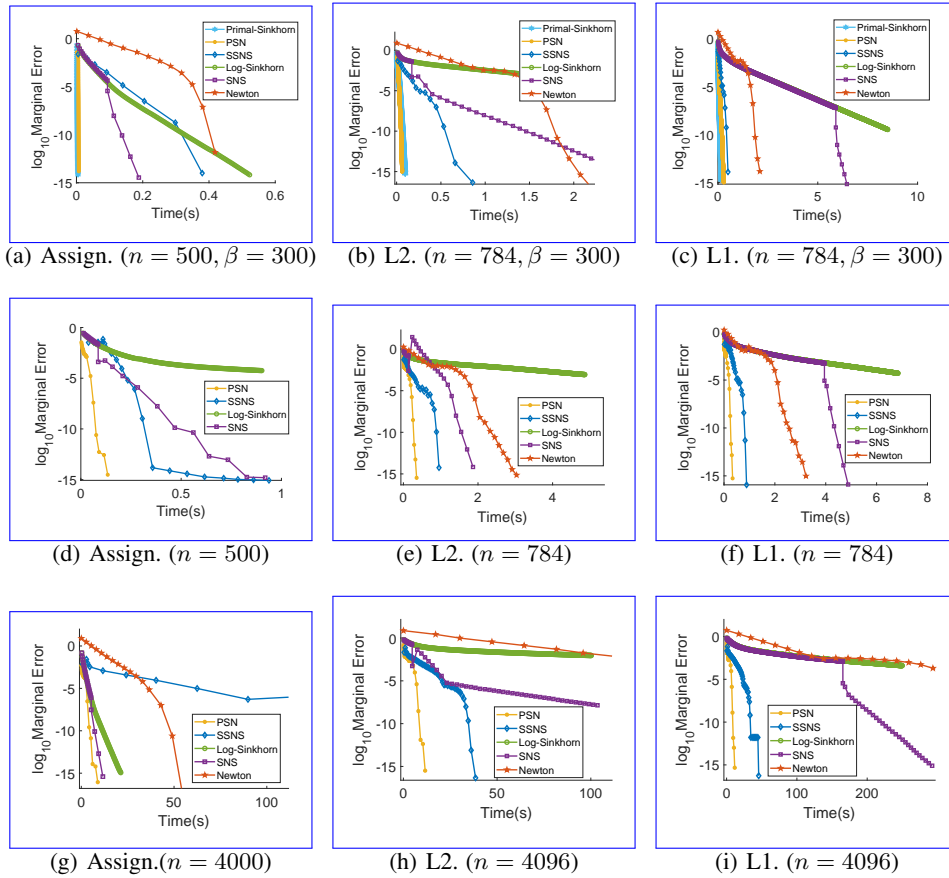 log10Marginal Error
0
-5
-10
-15
0
0.2
0.4
0.6
Time(s)
Primal-Sinkhorn
PSN
SSNS
Log-Sinkhorn
SNS
Newton
(a) Assign. (n = 500, β = 300)
log10Marginal Error
0
-5
-10
-15
0
0.5
1
1.5
2
Time(s)
Primal-Sinkhorn
PSN
SSNS
Log-Sinkhorn
SNS
Newton
(b) L2. (n = 784, β = 300)
log10Marginal Error
0
-5
-10
-15
0
5
10
Time(s)
Primal-Sinkhorn
PSN
SSNS
Log-Sinkhorn
SNS
Newton
(c) L1. (n = 784, β = 300)
log10Marginal Error
0
-5
-10
-15
0
0.5
1
Time(s)
PSN
SSNS
Log-Sinkhorn
SNS
(d) Assign. (n = 500)
log10Marginal Error
0
-5
-10
-15
0
2
4
Time(s)
PSN
SSNS
Log-Sinkhorn
SNS
Newton
(e) L2. (n = 784)
log10Marginal Error
0
-5
-10
-15
0
2
4
6
8
Time(s)
PSN
SSNS
Log-Sinkhorn
SNS
Newton
(f) L1. (n = 784)
log10Marginal Error
0
-5
-10
-15
0
50
100
Time(s)
PSN
SSNS
Log-Sinkhorn
SNS
Newton
(g) Assign.(n = 4000)
log10Marginal Error
0
-5
-10
-15
0
50
100
Time(s)
PSN
SSNS
Log-Sinkhorn
SNS
Newton
(h) L2. (n = 4096)
log10Marginal Error
0
-5
-10
-15
0
100
200
Time(s)
PSN
SSNS
Log-Sinkhorn
SNS
Newton
(i) L1. (n = 4096)